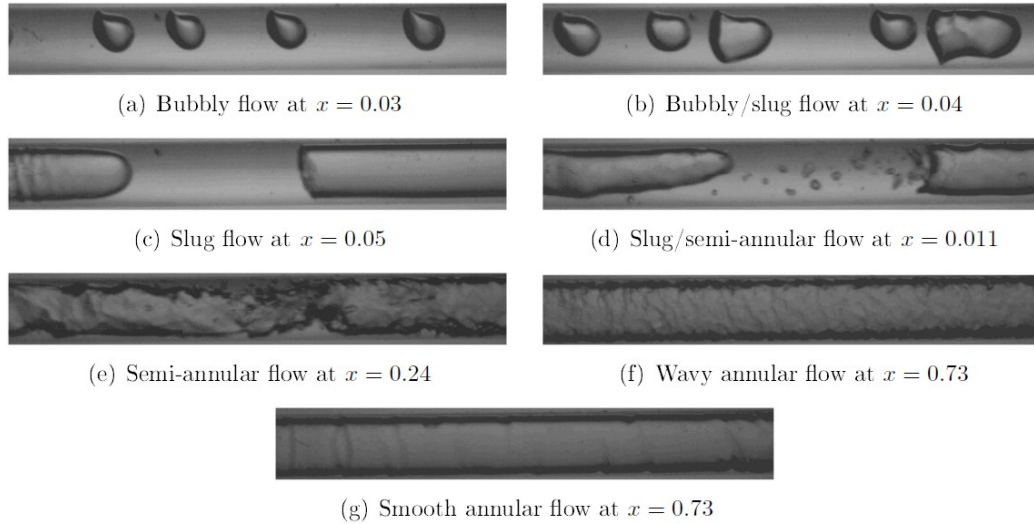 (a) Bubbly flow at x = 0.03
(b) Bubbly/slug flow at x = 0.04
(c) Slug flow at x = 0.05
(d) Slug/semi-annular flow at x = 0.011
(e) Semi-annular flow at x = 0.24
(f) Wavy annular flow at x = 0.73
(g) Smooth annular flow at x = 0.73